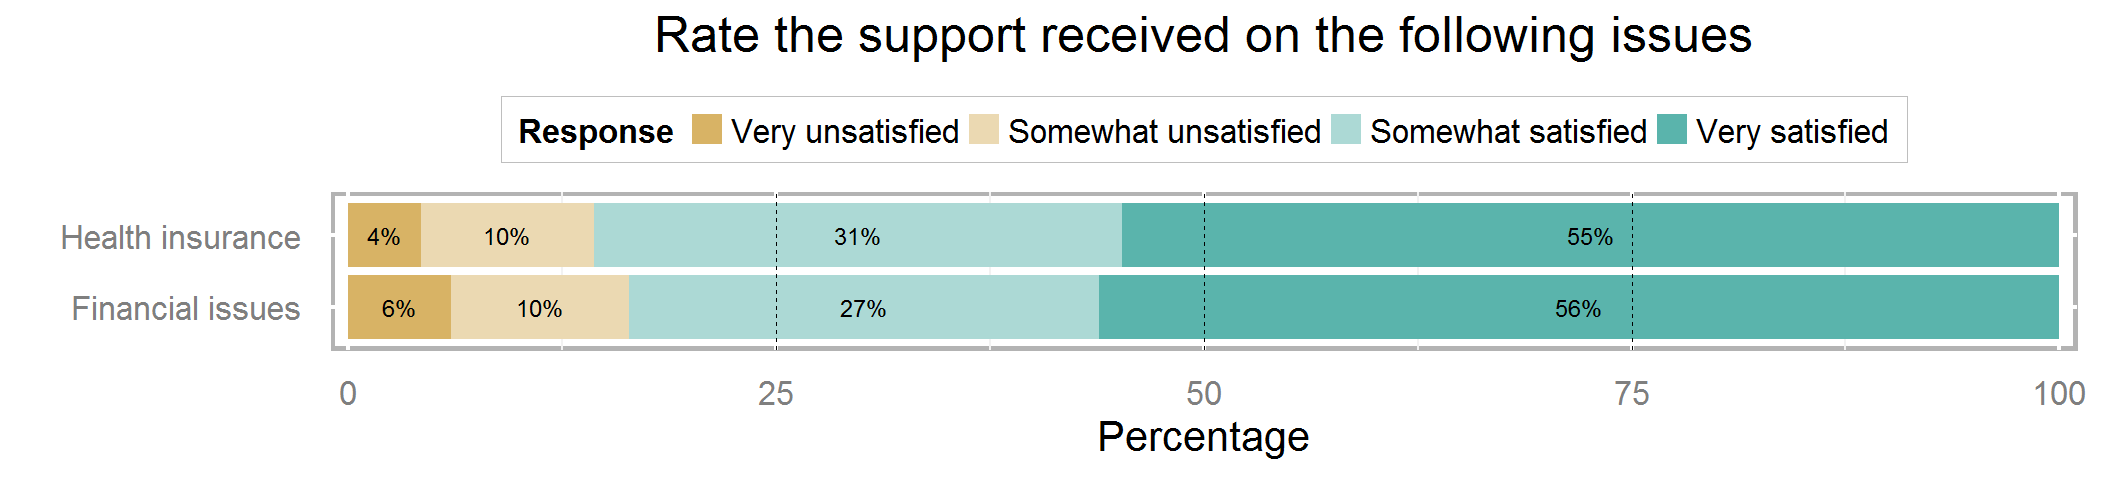 Rate the support received on the following issues
Response Very unsatisfied Somewhat unsatisfied Somewhat satisfied Very satisfied
Health insurance 4% 10% 31% 55%
Financial issues 6% 10% 27% 56%
0 25 50 75 100
Percentage